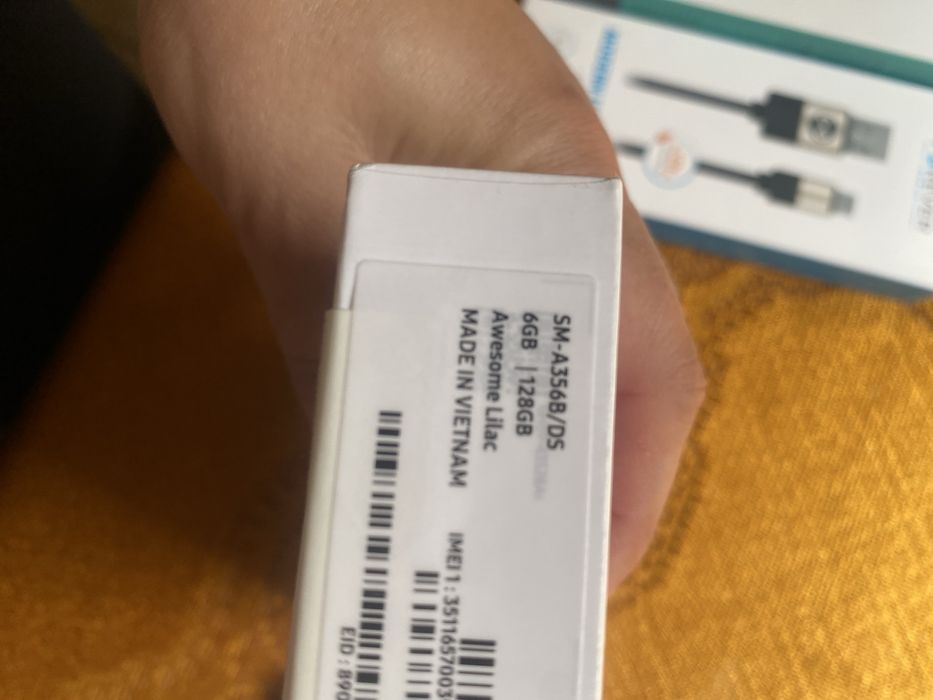 SM-A356B/DS
6GB | 128GB
Awesome Lilac
MADE IN VIETNAM
IMEI 1 : 3511657003
EID : 890